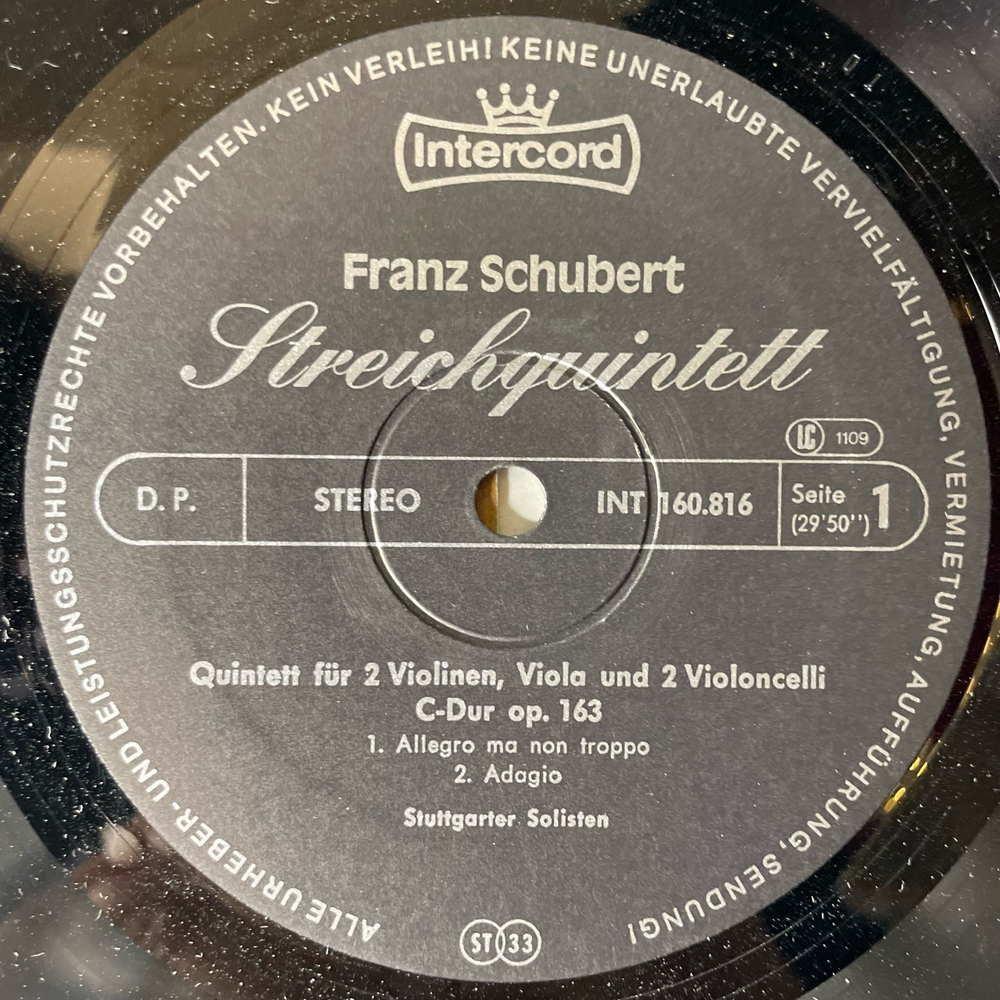 ALLE URHEBER- UND LEISTUNGSSCHUTZRECHTE VORBEHALTEN. KEIN VERLEIH! KEINE UNERLAUBTE VERVIELFÄLTIGUNG, VERMIETUNG, AUFFÜHRUNG, SENDUNG!
Intercord
Franz Schubert
Streichquintett
LC 1109
D. P. STEREO INT 160.816 Seite 1
(29'50'')
Quintett für 2 Violinen, Viola und 2 Violoncelli
C-Dur op. 163
1. Allegro ma non troppo
2. Adagio
Stuttgarter Solisten
ST 33